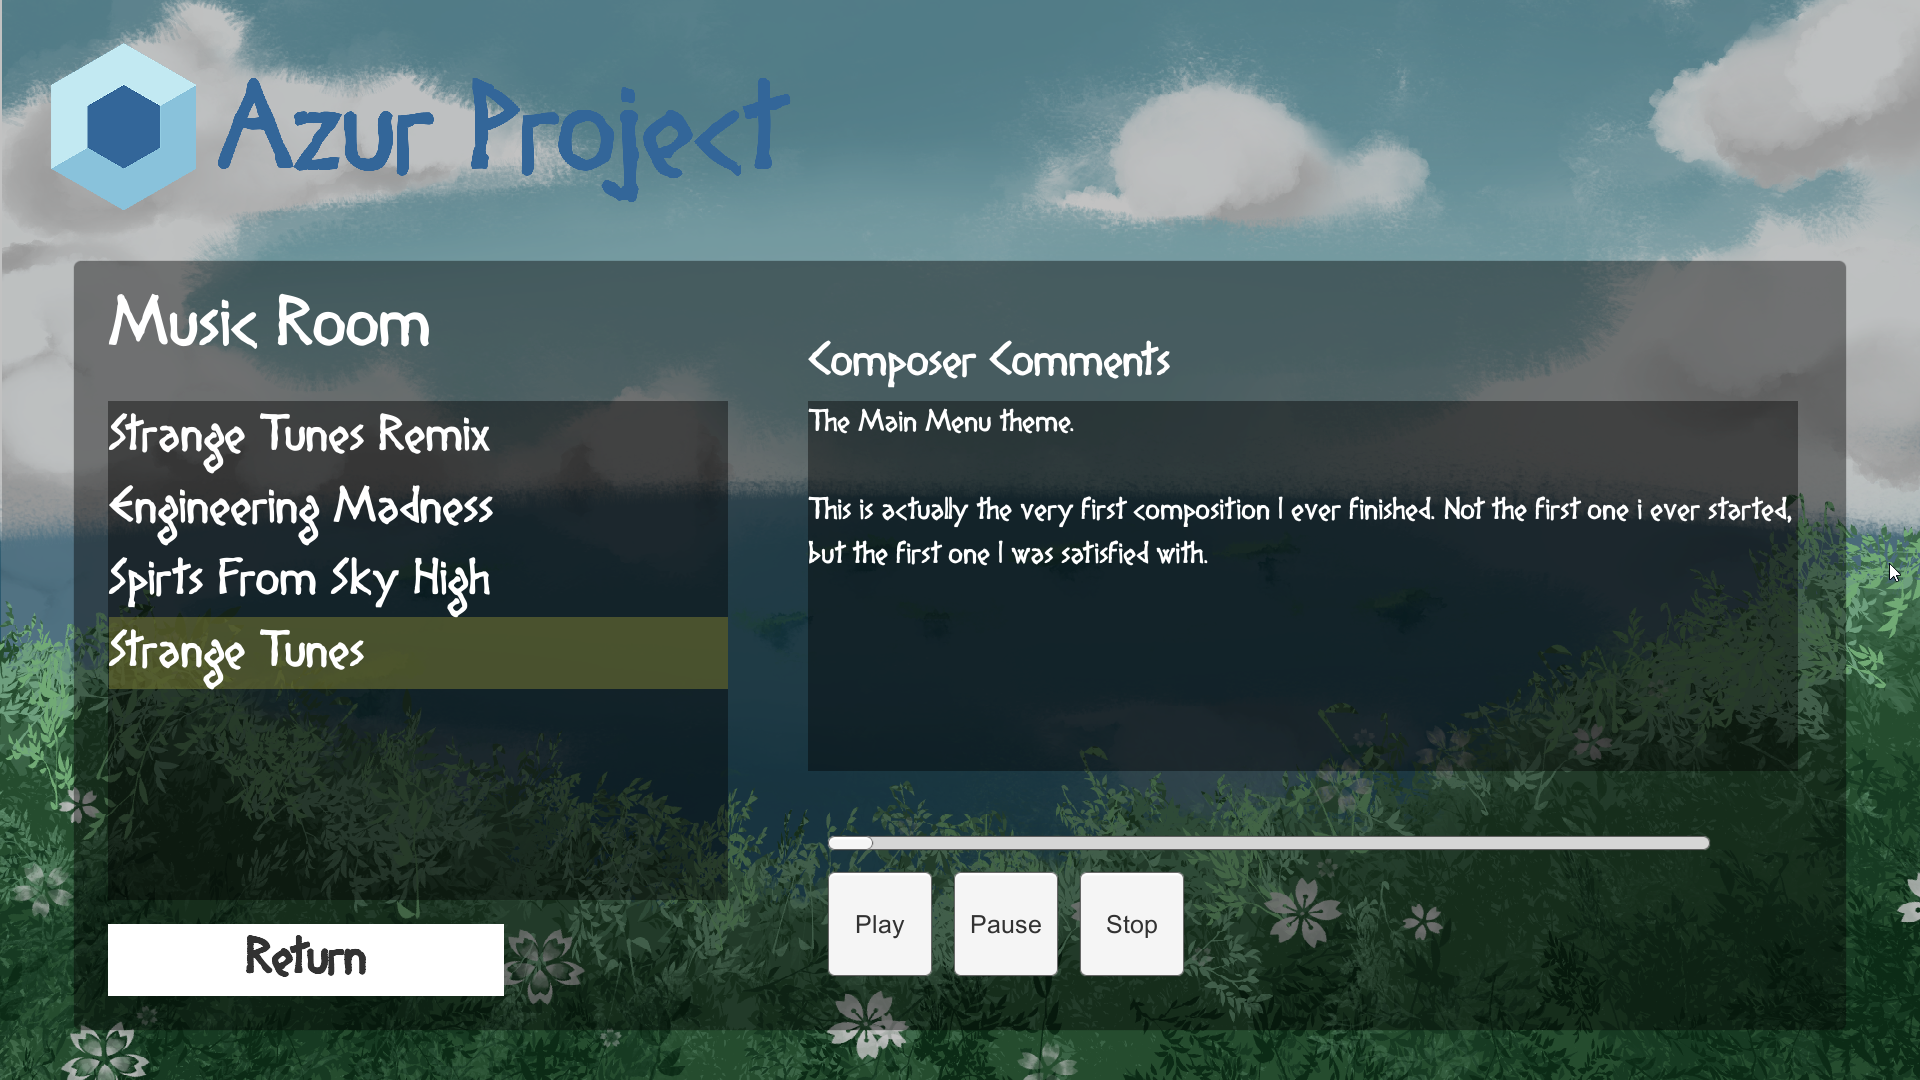 Azur Project
Music Room
Strange Tunes Remix
Engineering Madness
Spirts From Sky High
Strange Tunes
Return
Composer Comments
The Main Menu theme.
This is actually the very first composition I ever finished. Not the first one i ever started,
but the first one I was satisfied with.
Play
Pause
Stop